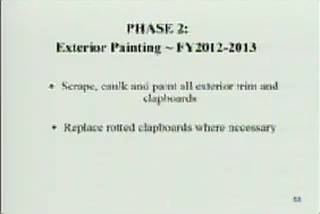 PHASE 2:
Exterior Painting ~ FY2012-2013
• Scrape, caulk and paint all exterior trim and
clapboards
• Replace rotted clapboards where necessary